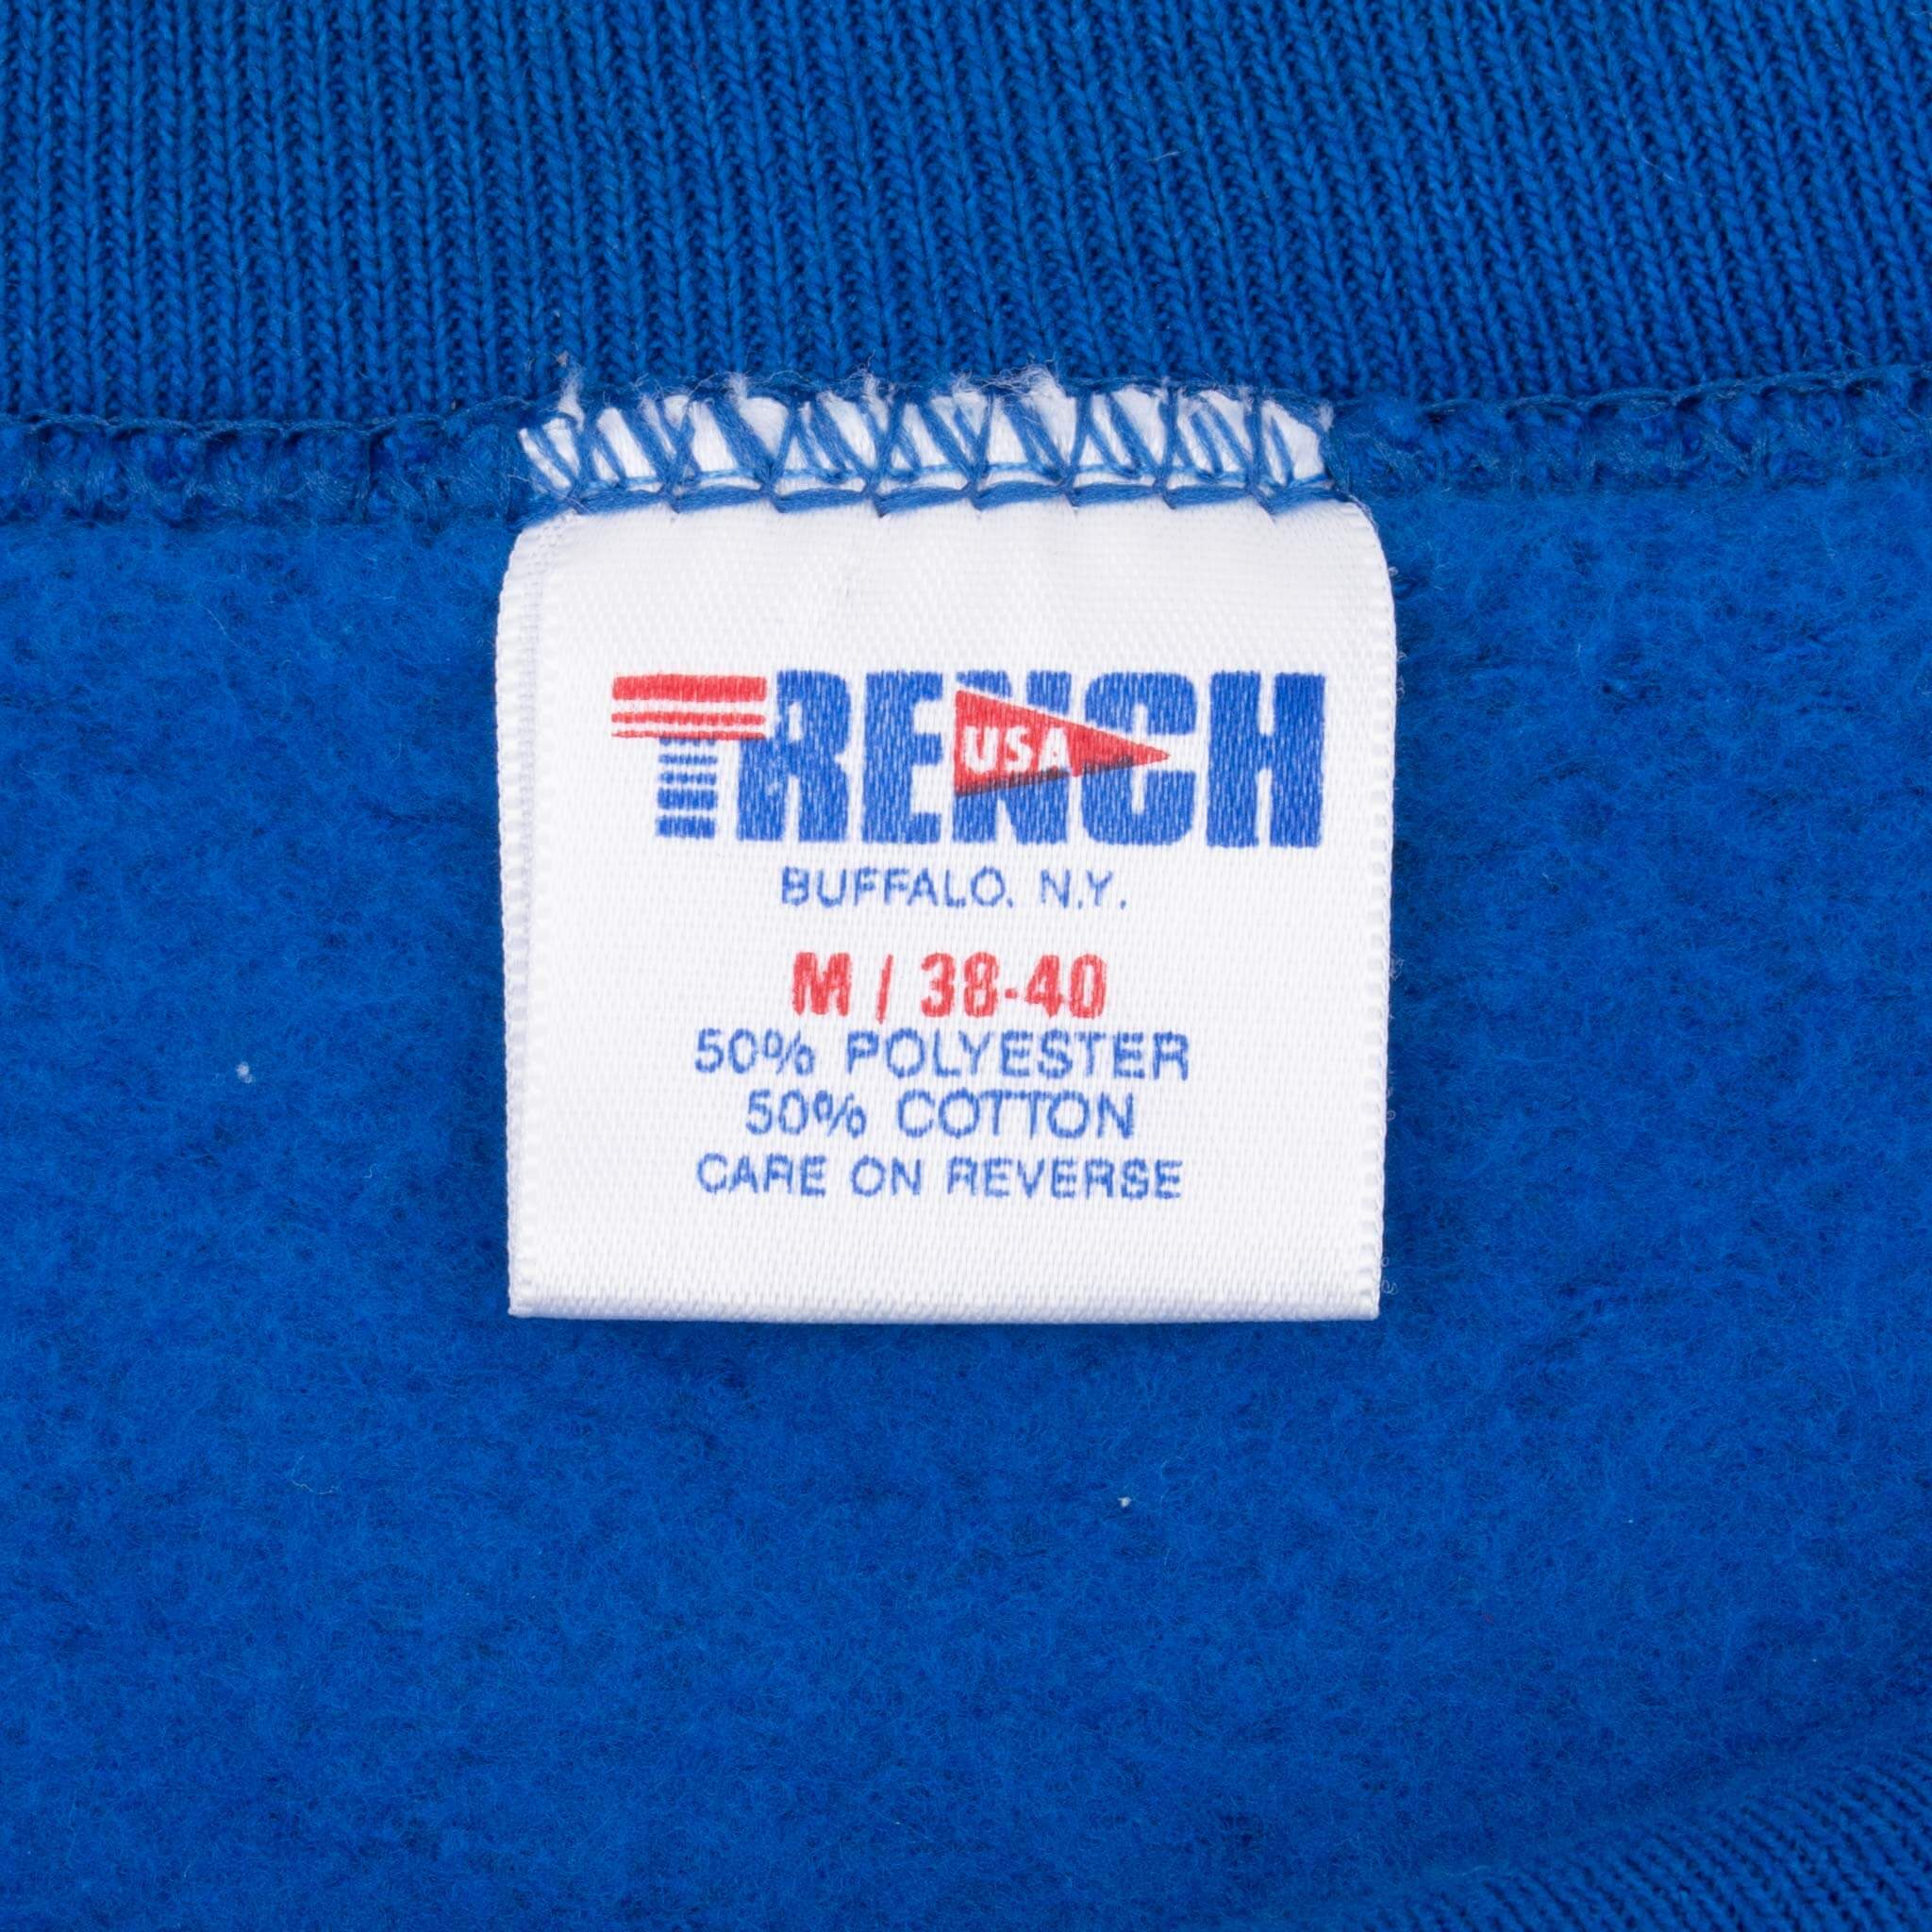 TRENCH
USA
BUFFALO. N.Y.
M / 38-40
50% POLYESTER
50% COTTON
CARE ON REVERSE